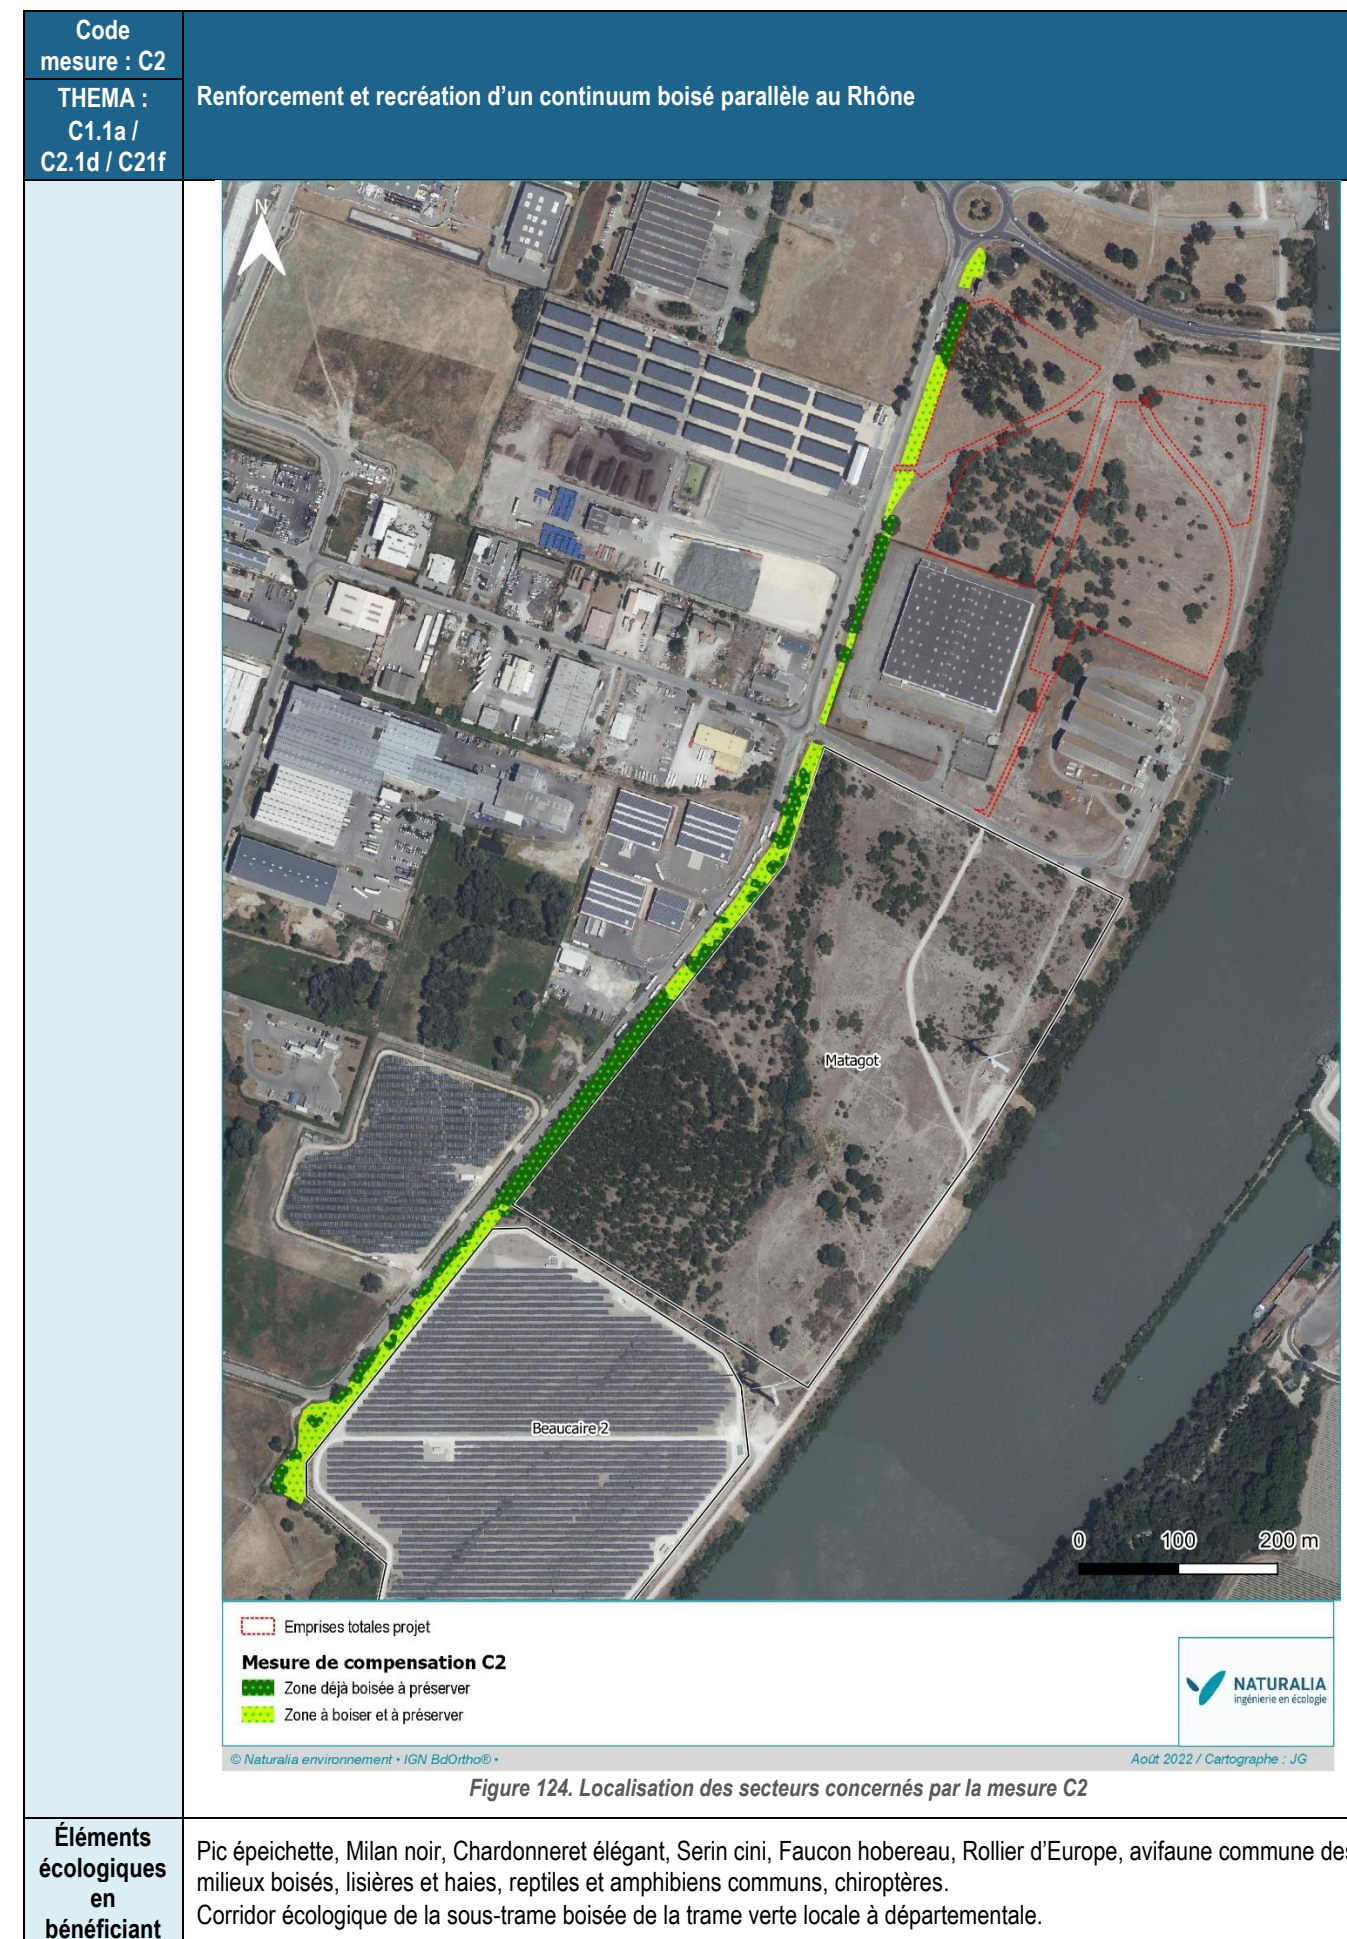 Code
mesure : C2
THEMA :
C1.1a /
C2.1d / C21f
Renforcement et recréation d’un continuum boisé parallèle au Rhône
N
Matagot
Beaucaire 2
0 100 200 m
Emprises totales projet
Mesure de compensation C2
Zone déjà boisée à préserver
Zone à boiser et à préserver
NATURALIA
ingénierie en écologie
© Naturalia environnement • IGN BdOrtho® •
Août 2022 / Cartographe : JG
Figure 124. Localisation des secteurs concernés par la mesure C2
Éléments
écologiques
en
bénéficiant
Pic épeichette, Milan noir, Chardonneret élégant, Serin cini, Faucon hobereau, Rollier d’Europe, avifaune commune des
milieux boisés, lisières et haies, reptiles et amphibiens communs, chiroptères.
Corridor écologique de la sous-trame boisée de la trame verte locale à départementale.